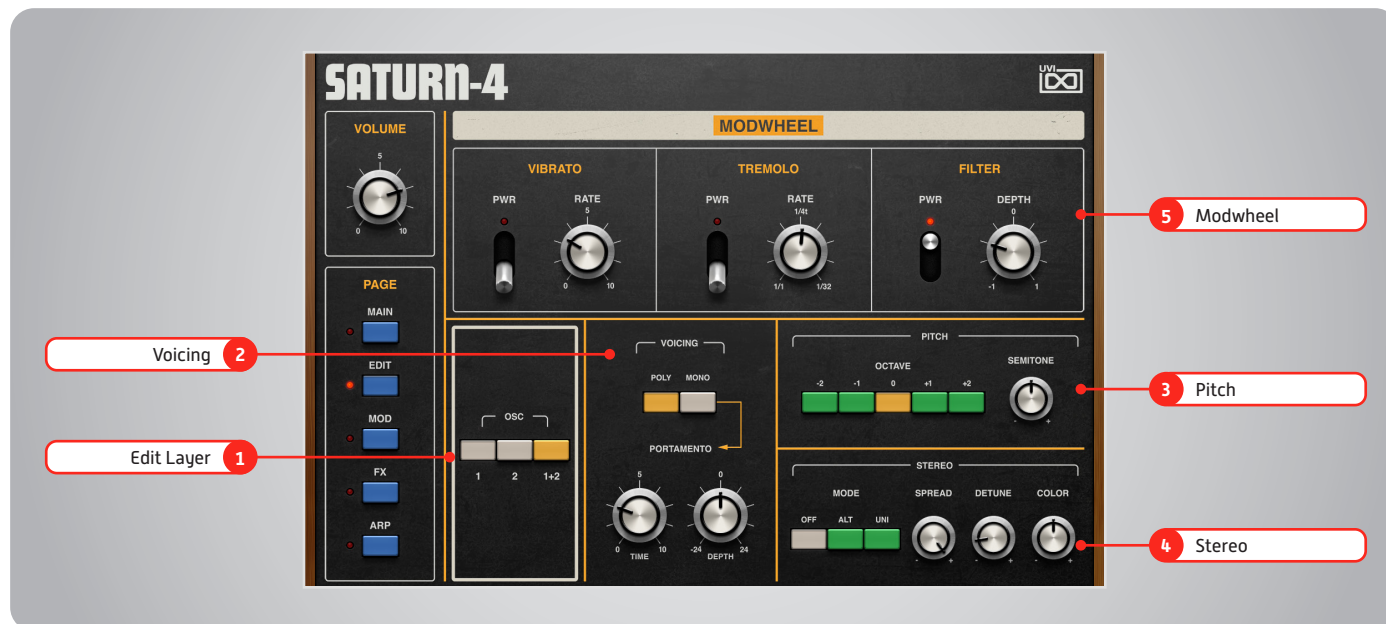 SATURN-4
UVI
VOLUME
5
0 10
PAGE
MAIN
EDIT
MOD
FX
ARP
MODWHEEL
VIBRATO
PWR RATE
5
0 10
TREMOLO
PWR RATE
1/4t
1/1 1/32
FILTER
PWR DEPTH
0
-1 1
OSC
1 2 1+2
VOICING
POLY MONO
PORTAMENTO
5 0
0 10 -24 24
TIME DEPTH
PITCH
OCTAVE SEMITONE
-2 -1 0 +1 +2
- +
STEREO
MODE SPREAD DETUNE COLOR
OFF ALT UNI
- + - + - +
Voicing 2
Edit Layer 1
5 Modwheel
3 Pitch
4 Stereo